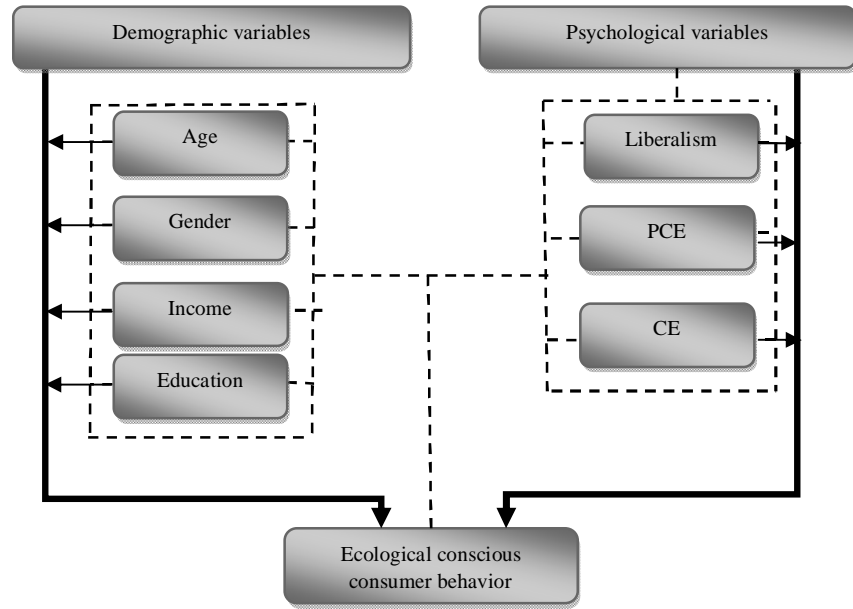 Demographic variables
Psychological variables
Age
Gender
Income
Education
Liberalism
PCE
CE
Ecological conscious
consumer behavior